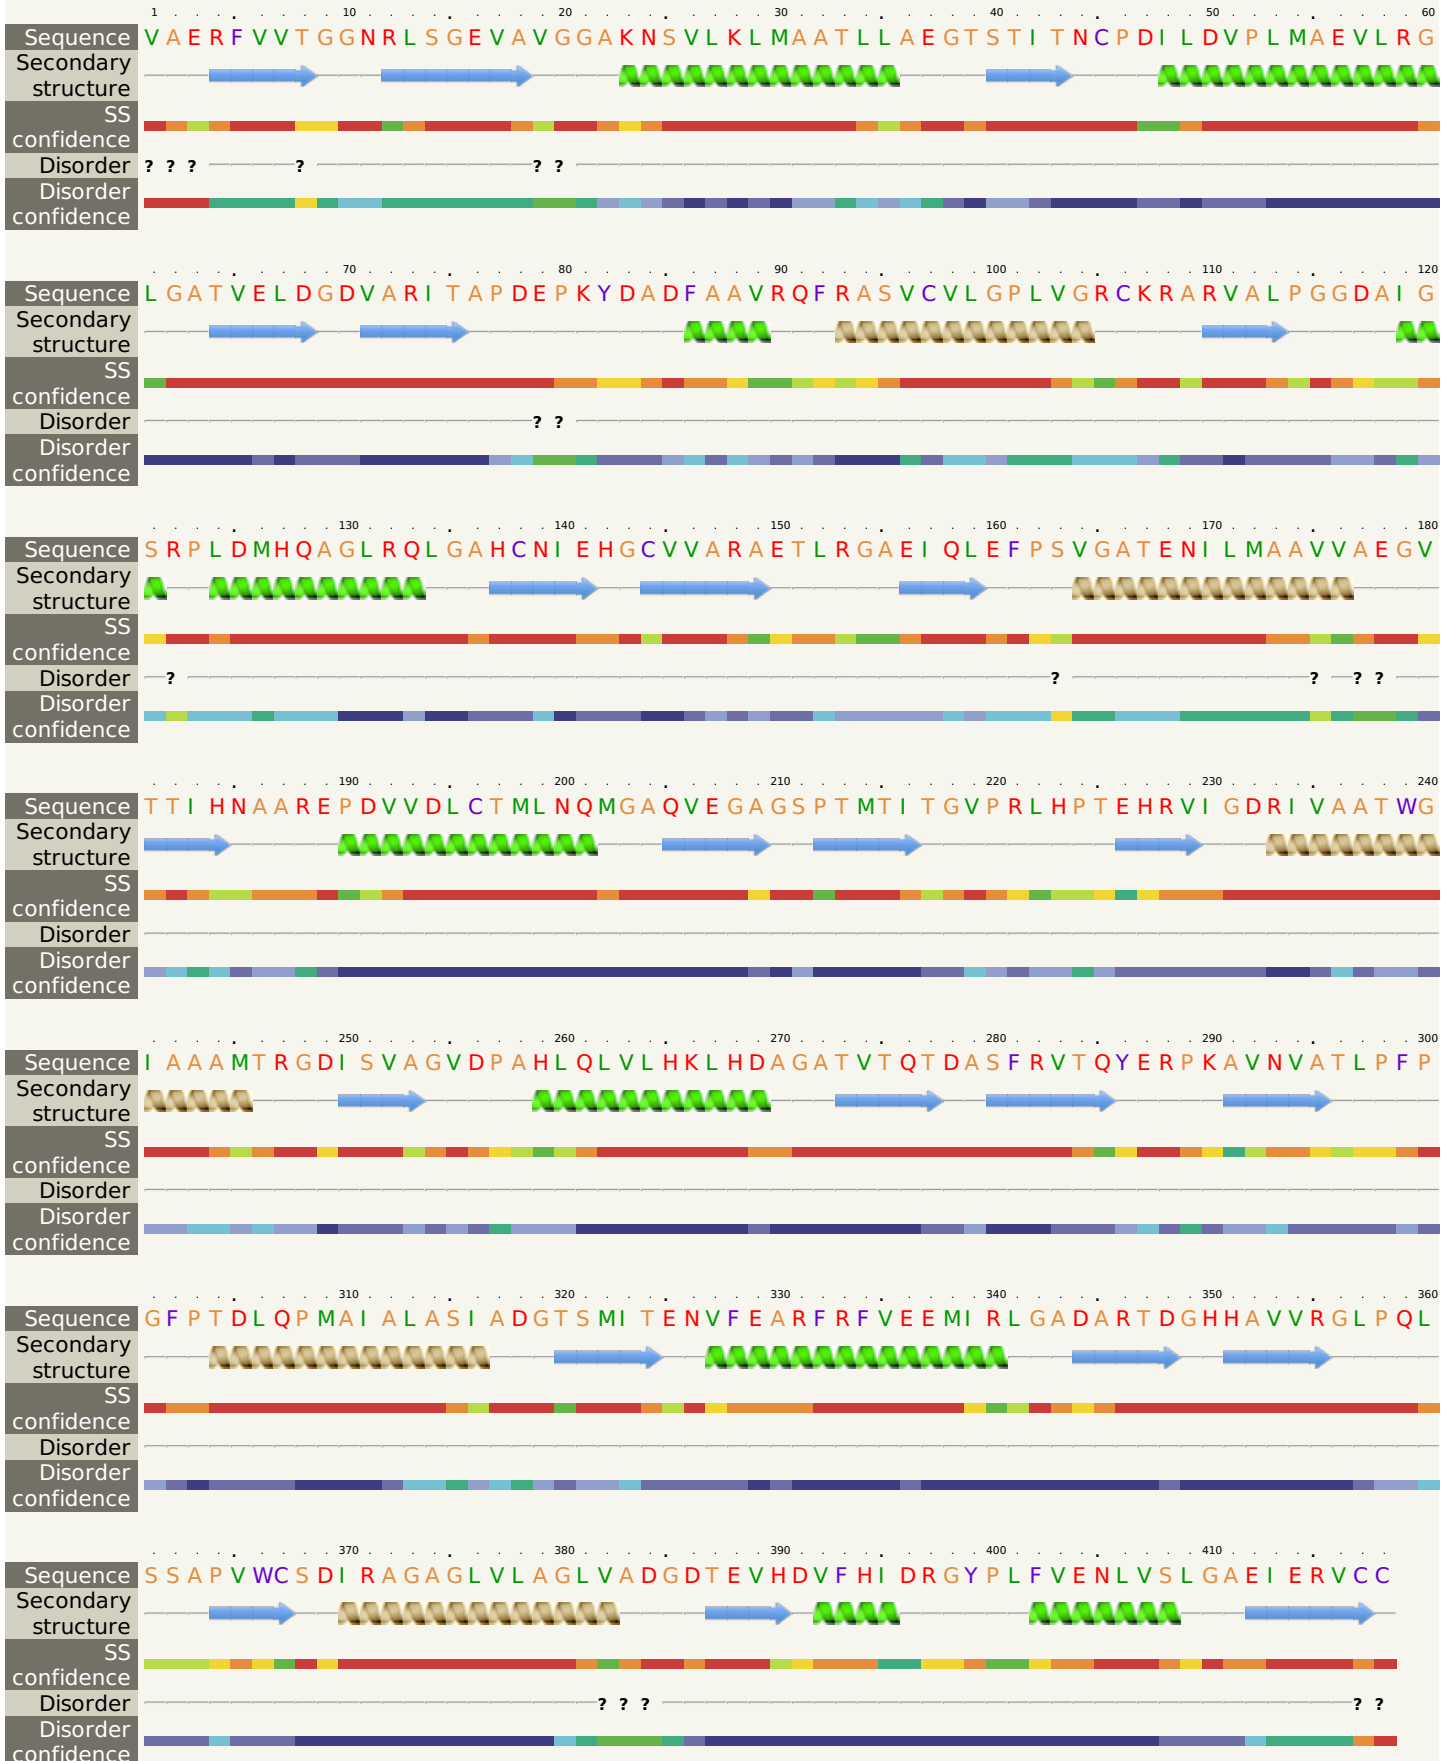 1 10 20 30 40 50 60
Sequence V A E R F V V T G G N R L S G E V A V G G A K N S V L K L M A A T L L A E G T S T I T N C P D I L D V P L M A E V L R G
Secondary
structure
SS
confidence
Disorder ? ? ? ? ? ?
Disorder
confidence
70 80 90 100 110 120
Sequence L G A T V E L D G D V A R I T A P D E P K Y D A D F A A V R Q F R A S V C V L G P L V G R C K R A R V A L P G G D A I G
Secondary
structure
SS
confidence
Disorder ? ?
Disorder
confidence
130 140 150 160 170 180
Sequence S R P L D M H Q A G L R Q L G A H C N I E H G C V V A R A E T L R G A E I Q L E F P S V G A T E N I L M A A V V A E G V
Secondary
structure
SS
confidence
Disorder ? ? ? ? ?
Disorder
confidence
190 200 210 220 230 240
Sequence T T I H N A A R E P D V V D L C T M L N Q M G A Q V E G A G S P T M T I T G V P R L H P T E H R V I G D R I V A A T W G
Secondary
structure
SS
confidence
Disorder
Disorder
confidence
250 260 270 280 290 300
Sequence I A A A M T R G D I S V A G V D P A H L Q L V L H K L H D A G A T V T Q T D A S F R V T Q Y E R P K A V N V A T L P F P
Secondary
structure
SS
confidence
Disorder
Disorder
confidence
310 320 330 340 350 360
Sequence G F P T D L Q P M A I A L A S I A D G T S M I T E N V F E A R F R F V E E M I R L G A D A R T D G H H A V V R G L P Q L
Secondary
structure
SS
confidence
Disorder
Disorder
confidence
370 380 390 400 410
Sequence S S A P V W C S D I R A G A G L V L A G L V A D G D T E V H D V F H I D R G Y P L F V E N L V S L G A E I E R V C C
Secondary
structure
SS
confidence
Disorder ? ? ? ? ?
Disorder
confidence